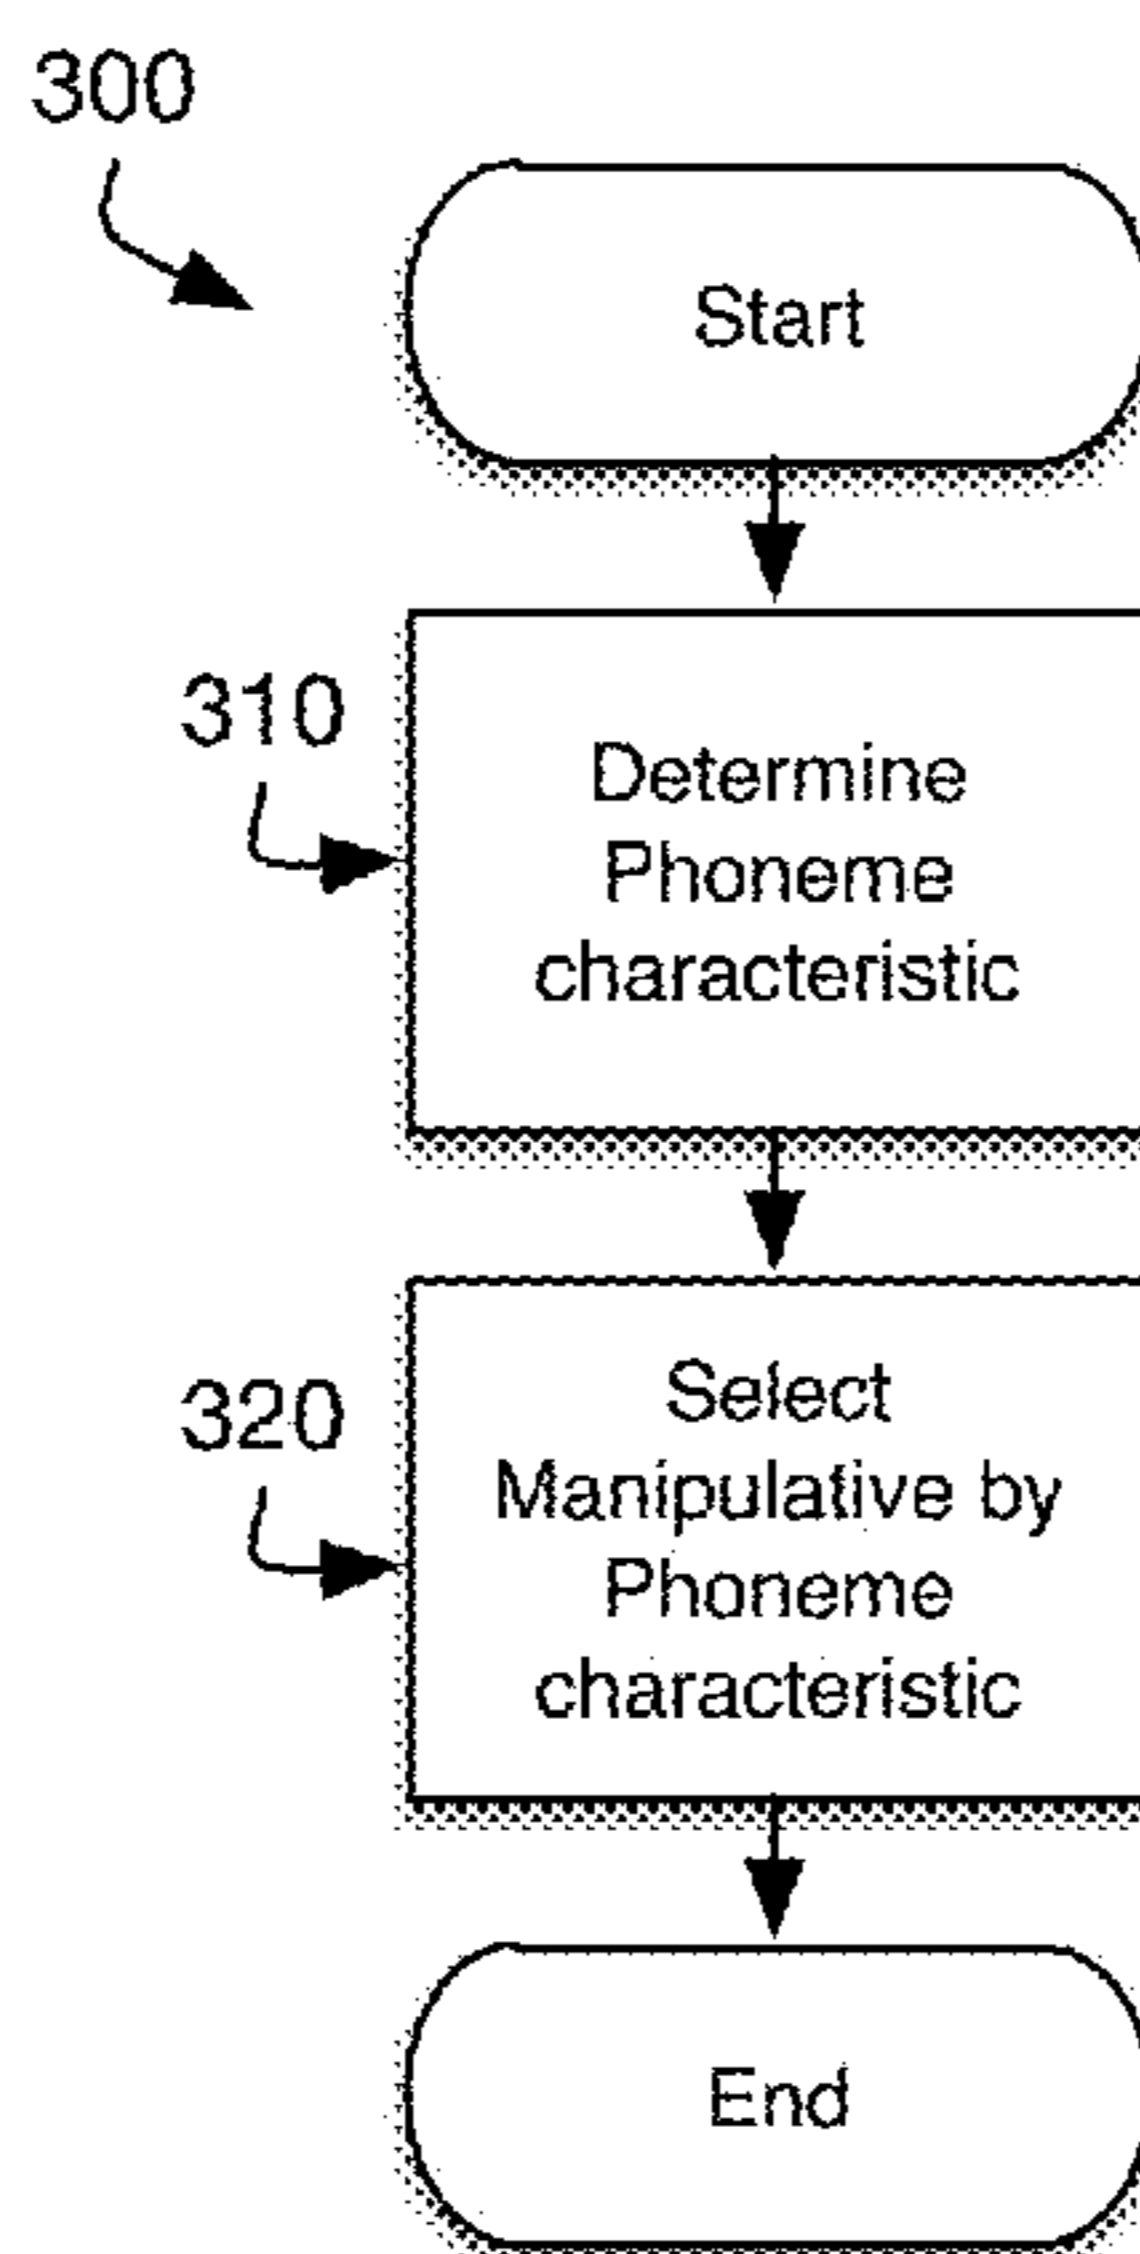 300
Start
310
Determine
Phoneme
characteristic
320
Select
Manipulative by
Phoneme
characteristic
End